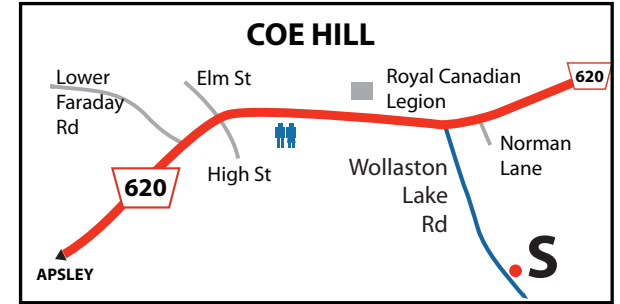 COE HILL
Lower
Faraday
Rd
Elm St
Royal Canadian
Legion
620
High St
Norman
Lane
Wollaston
Lake
Rd
620
S
APSLEY